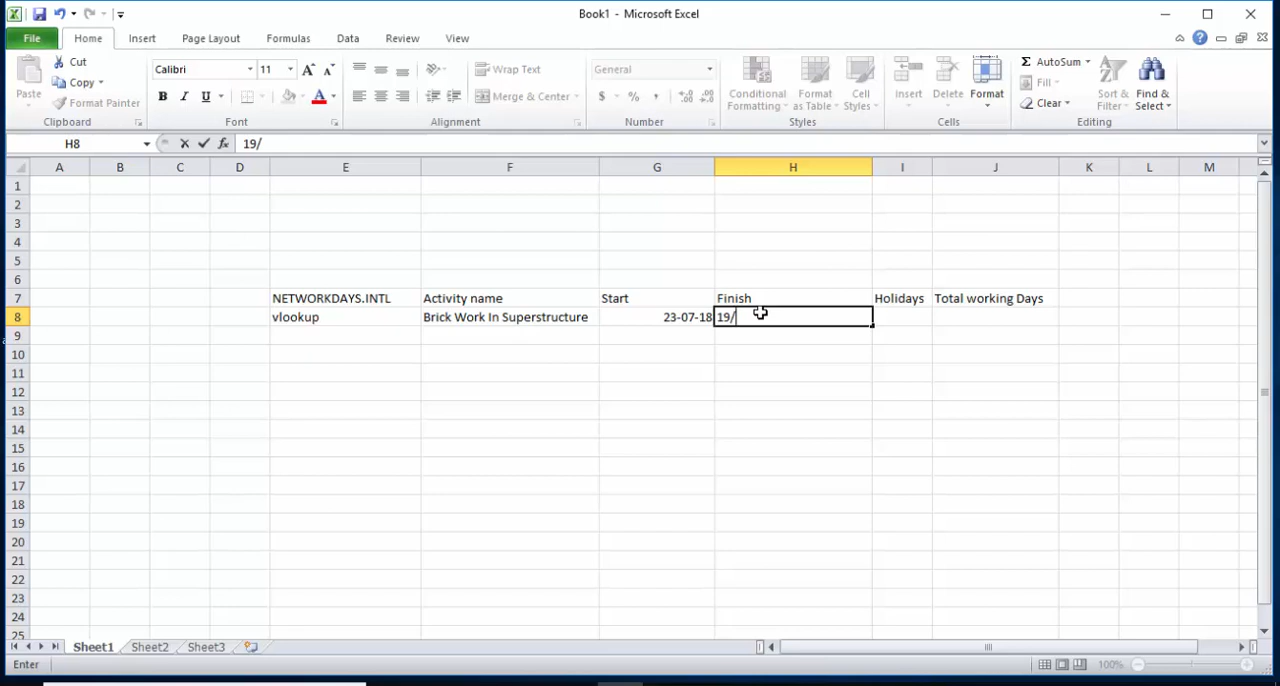 Book1 - Microsoft Excel
File Home Insert Page Layout Formulas Data Review View
Paste
Cut
Copy
Format Painter
Clipboard
Calibri 11
B I U
Font
Wrap Text
Merge & Center
Alignment
General
$ % ,
Number
Conditional Formatting
Format as Table
Cell Styles
Styles
Insert Delete Format
Cells
Σ AutoSum
Fill
Clear
Sort & Filter
Find & Select
Editing
H8 fx 19/
A B C D E F G H I J K L M
1
2
3
4
5
6
7 NETWORKDAYS.INTL Activity name Start Finish Holidays Total working Days
8 vlookup Brick Work In Superstructure 23-07-18 19/
9
10
11
12
13
14
15
16
17
18
19
20
21
22
23
24
25
Sheet1 Sheet2 Sheet3
Enter 100%